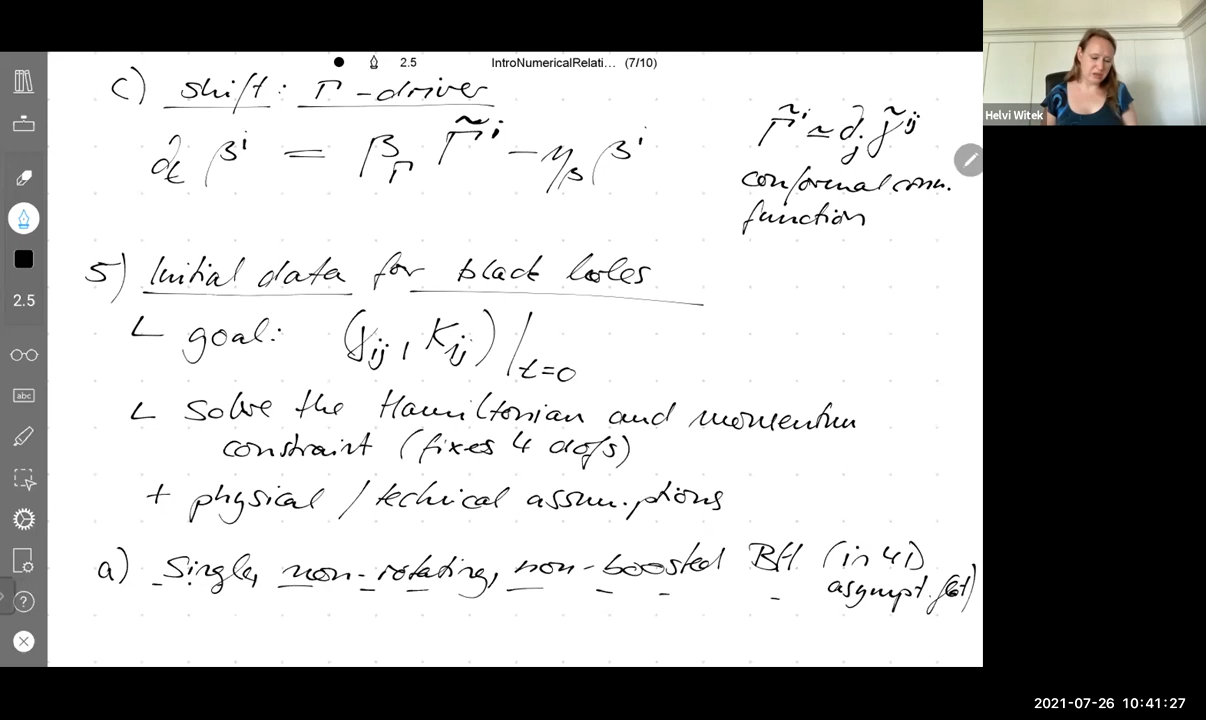 2.5 IntroNumericalRelati... (7/10)
c) shift: Γ-driver
∂_t β^i = β_Γ Γ̃^i - η_β β^i
Γ̃^i ≃ ∂_j γ̃^ij
conformal conn.
function
5) Initial data for black holes
∟ goal: (γ_ij, K_ij)|_t=0
∟ solve the Hamiltonian and momentum
constraint (fixes 4 dofs)
+ physical / technical assumptions
a) Single, non-rotating, non-boosted BH (in 4D
asympt. flat)
2.5
abc
?
Helvi Witek
2021-07-26 10:41:27